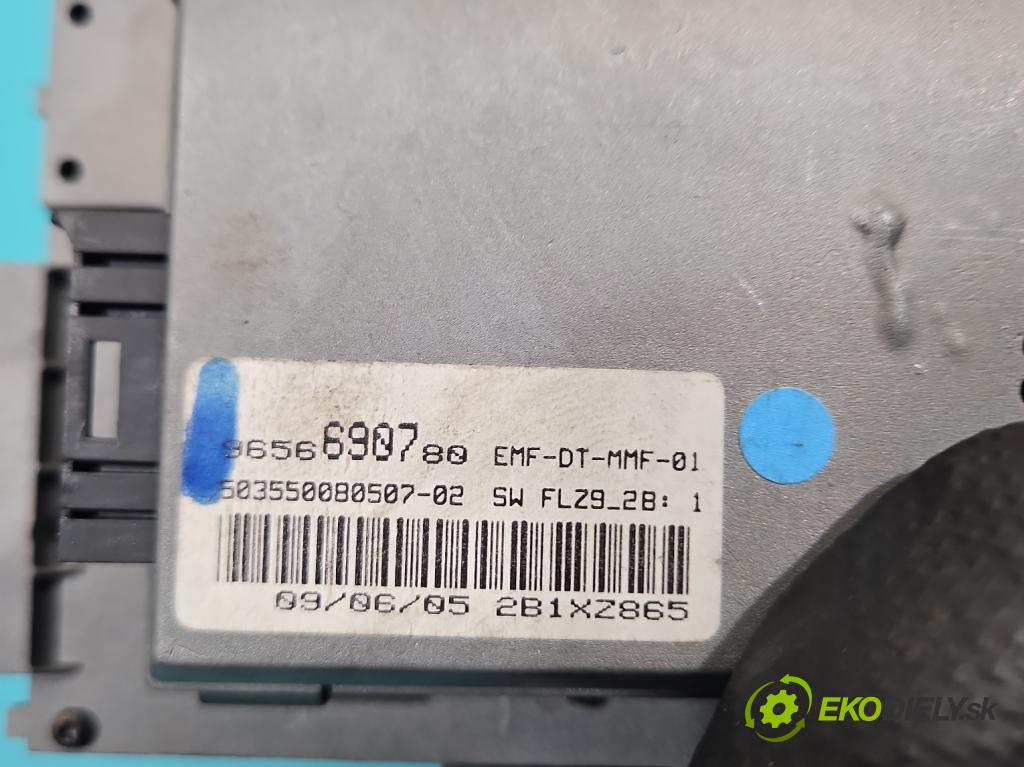 9656690780 EMF-DT-MMF-01
503550080507-02 SW FLZ9_2B: 1
09/06/05 2B1XZ865
EKODIELY.sk